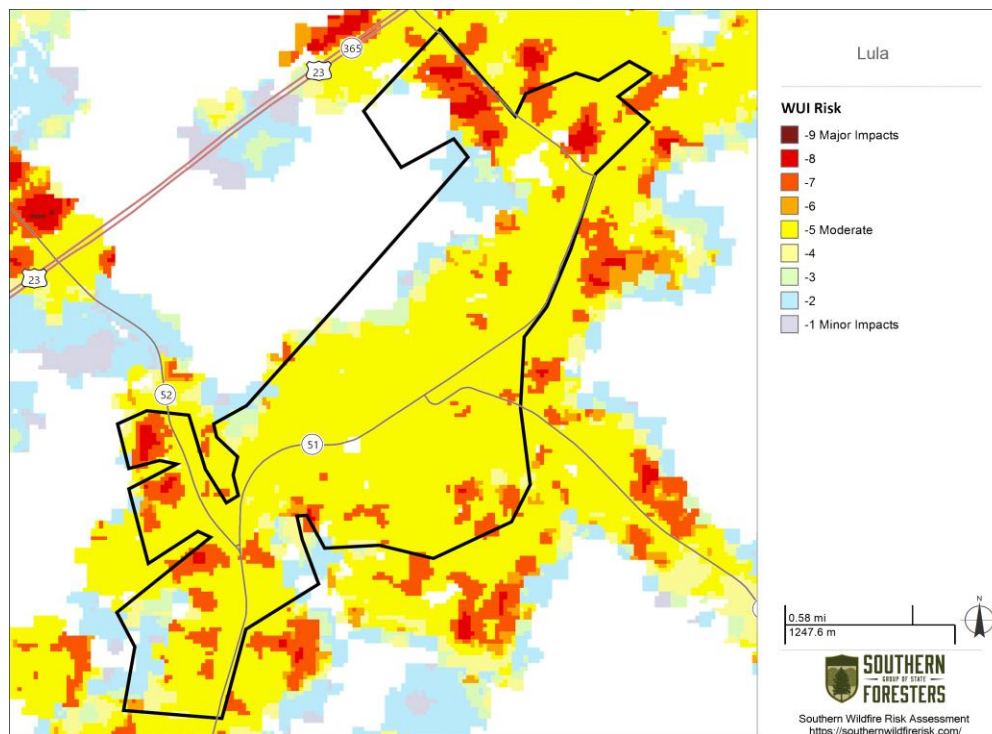 365
23
23
52
51
Lula
WUI Risk
-9 Major Impacts
-8
-7
-6
-5 Moderate
-4
-3
-2
-1 Minor Impacts
0.58 mi
1247.6 m
N
SOUTHERN
GROUP OF STATE
FORESTERS
Southern Wildfire Risk Assessment
https://southernwildfirerisk.com/